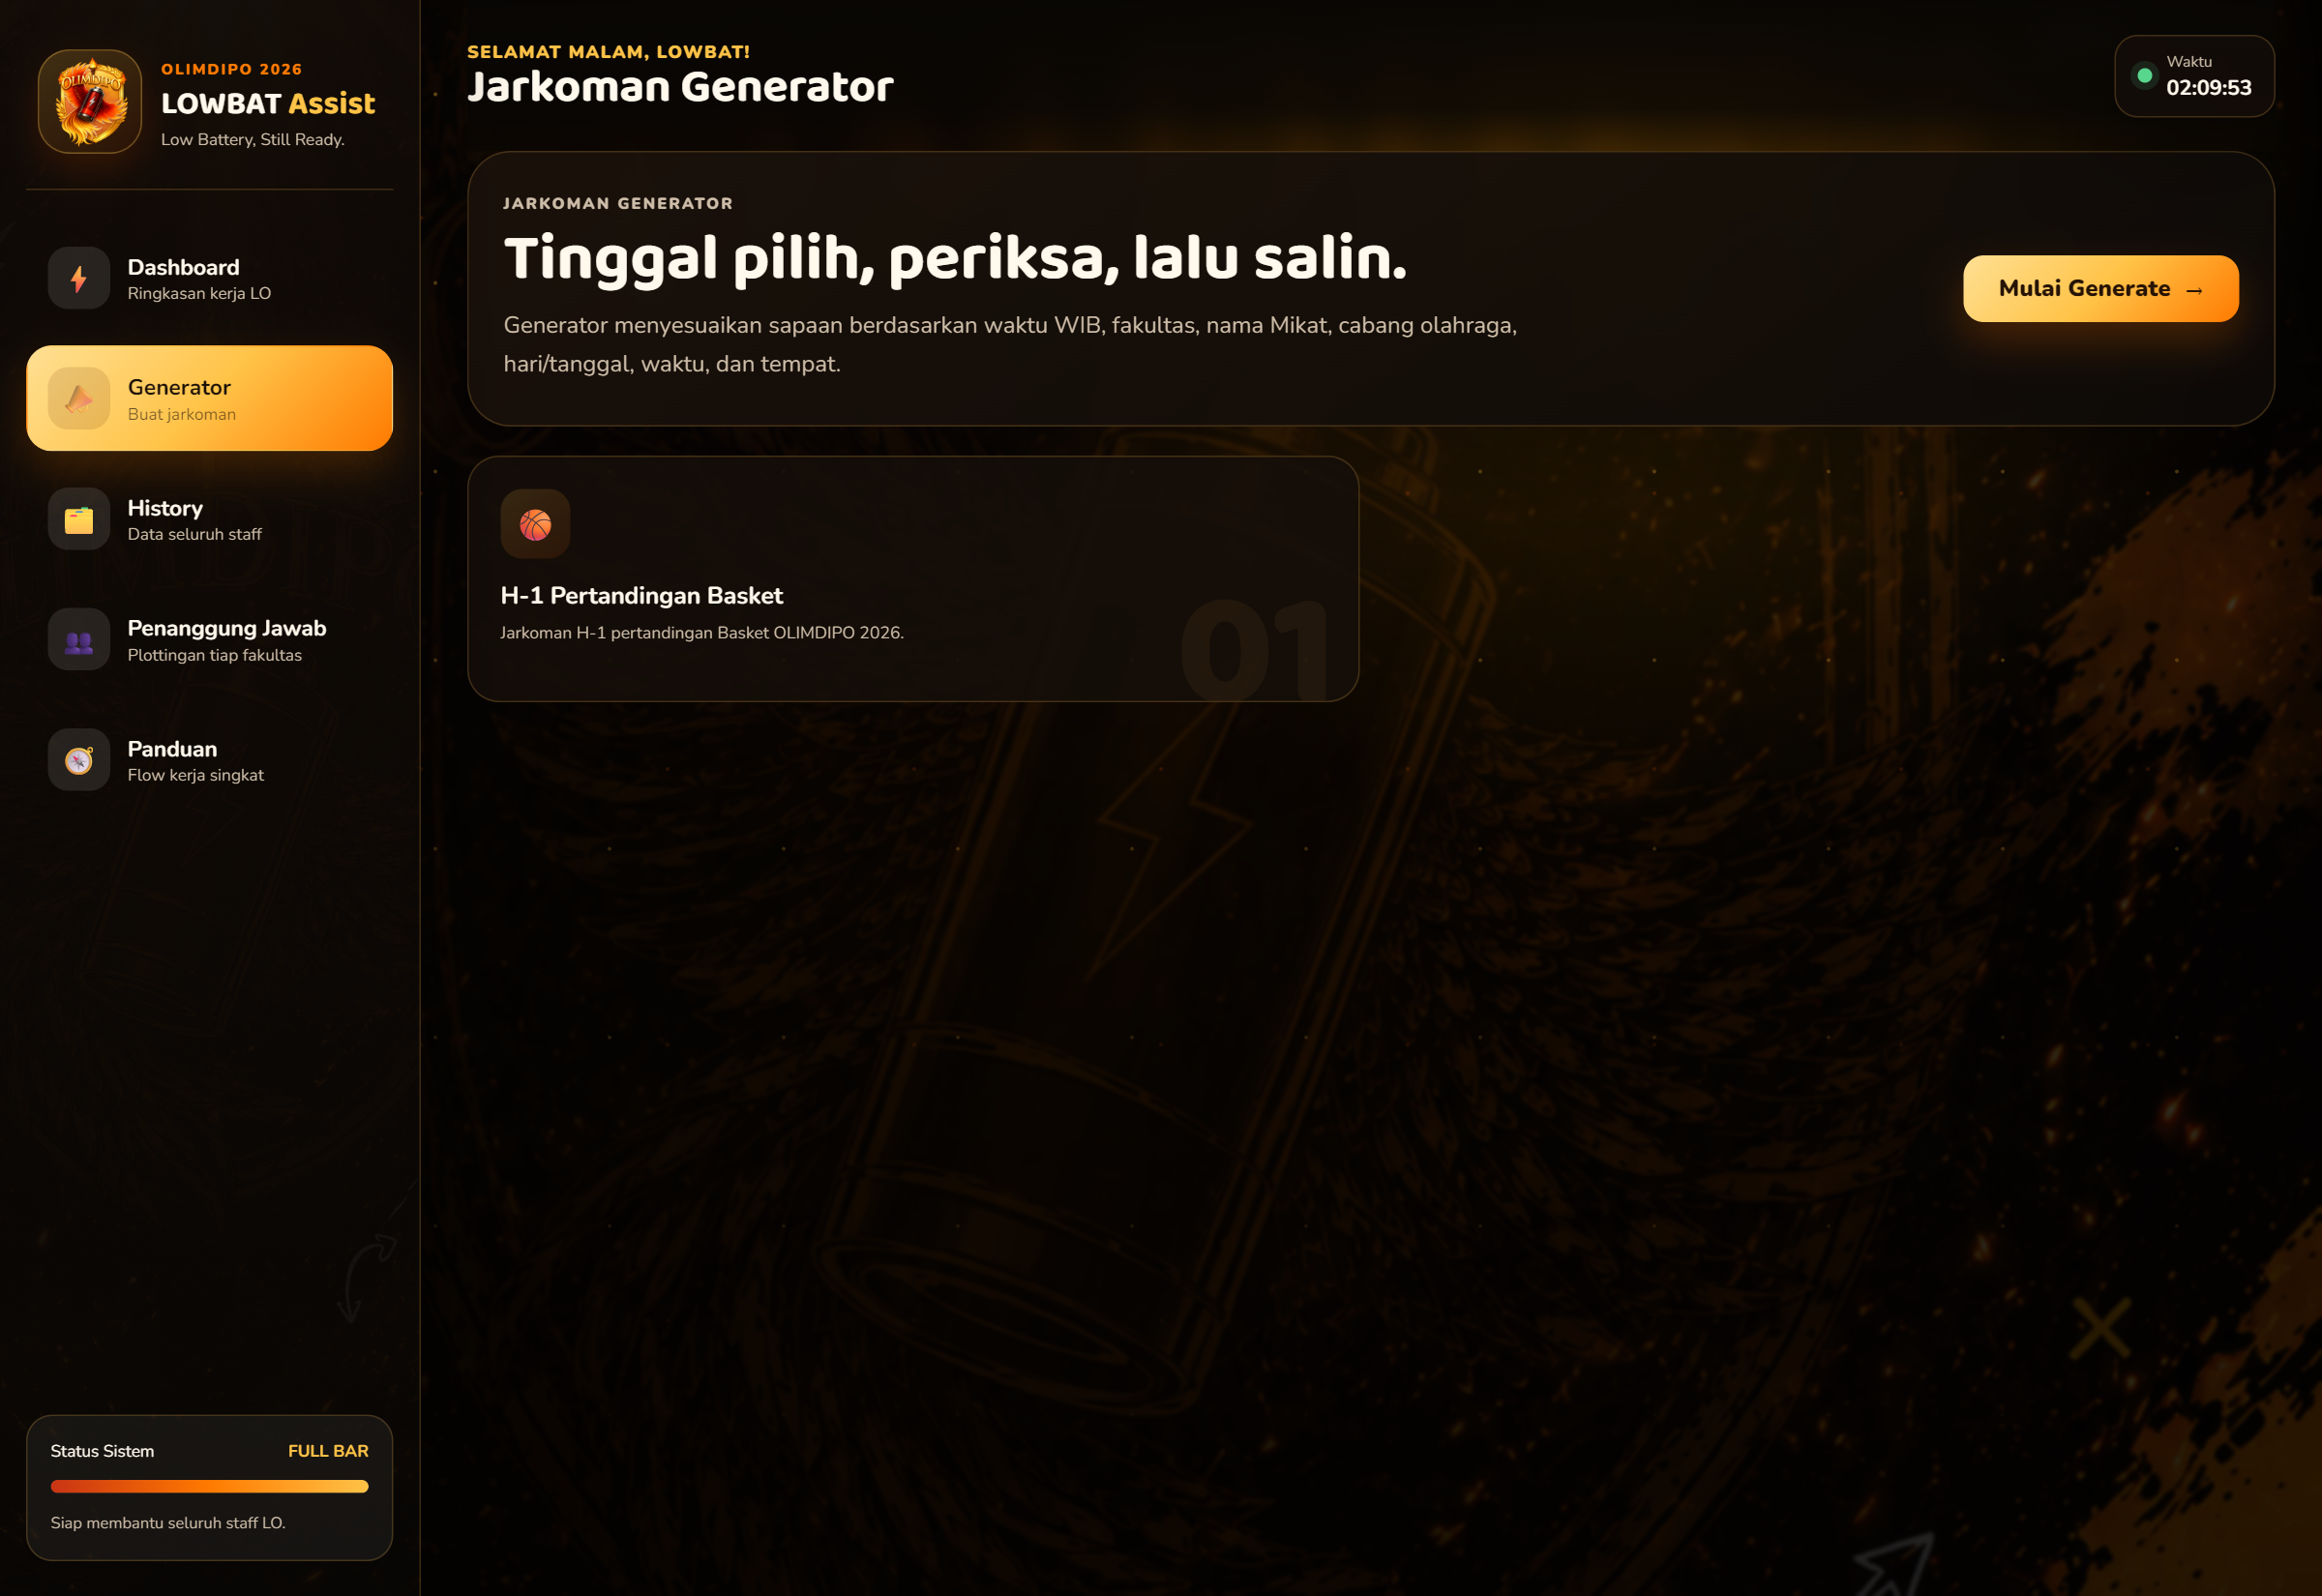 OLIMDIPO
OLIMDIPO 2026
LOWBAT Assist
Low Battery, Still Ready.
Dashboard
Ringkasan kerja LO
Generator
Buat jarkoman
History
Data seluruh staff
Penanggung Jawab
Plottingan tiap fakultas
Panduan
Flow kerja singkat
Status Sistem FULL BAR
Siap membantu seluruh staff LO.
SELAMAT MALAM, LOWBAT!
Jarkoman Generator
Waktu
02:09:53
JARKOMAN GENERATOR
Tinggal pilih, periksa, lalu salin.
Generator menyesuaikan sapaan berdasarkan waktu WIB, fakultas, nama Mikat, cabang olahraga,
hari/tanggal, waktu, dan tempat.
Mulai Generate →
H-1 Pertandingan Basket
Jarkoman H-1 pertandingan Basket OLIMDIPO 2026.
01